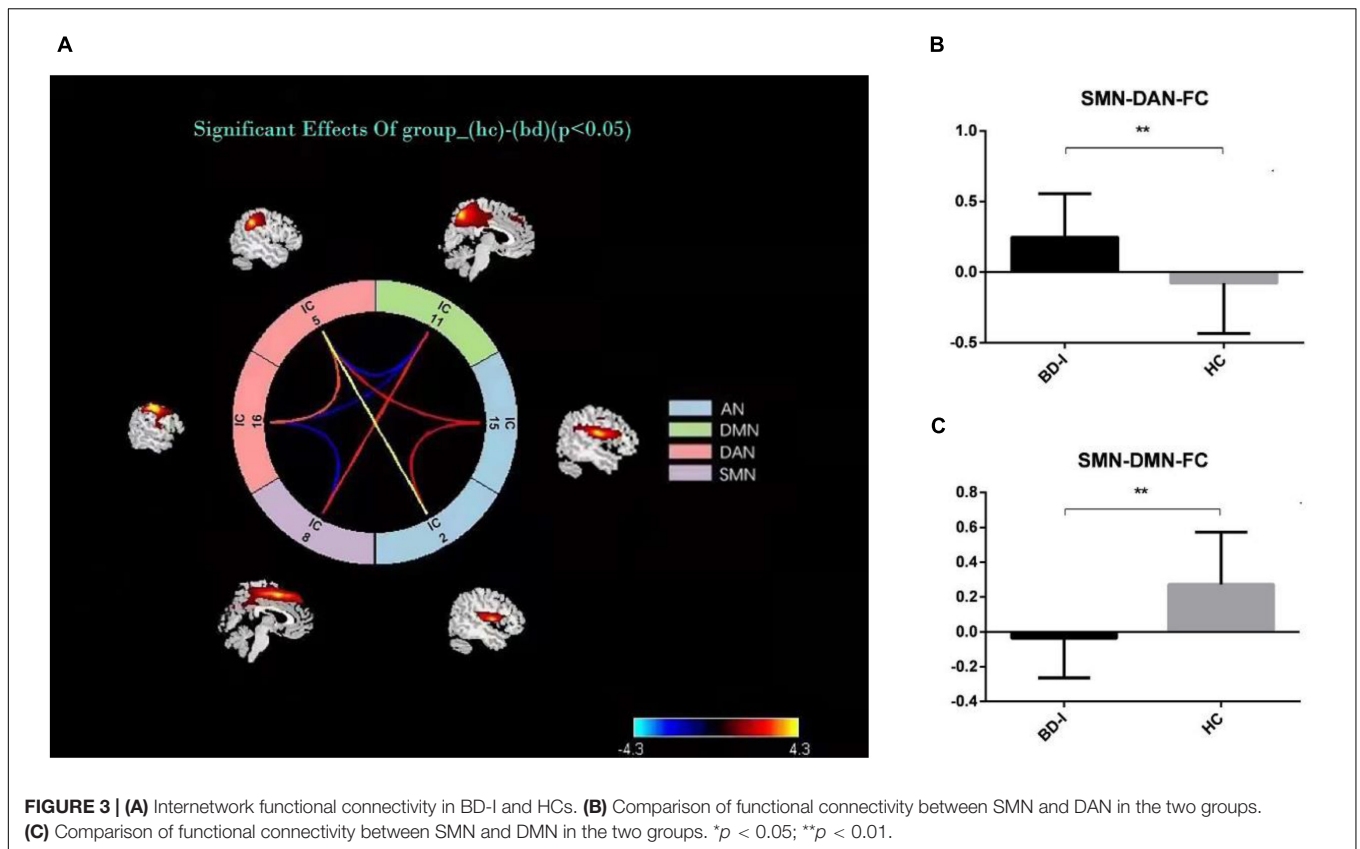 A
Significant Effects Of group_(hc)-(bd)(p<0.05)
IC
5
IC
11
IC
16
IC
15
IC
8
IC
2
AN
DMN
DAN
SMN
-4.3
4.3
B
SMN-DAN-FC
**
1.0
0.5
0.0
-0.5
BD-I
HC
C
SMN-DMN-FC
**
0.8
0.6
0.4
0.2
0.0
-0.2
-0.4
BD-I
HC
FIGURE 3 | (A) Internetwork functional connectivity in BD-I and HCs. (B) Comparison of functional connectivity between SMN and DAN in the two groups.
(C) Comparison of functional connectivity between SMN and DMN in the two groups. *p < 0.05; **p < 0.01.